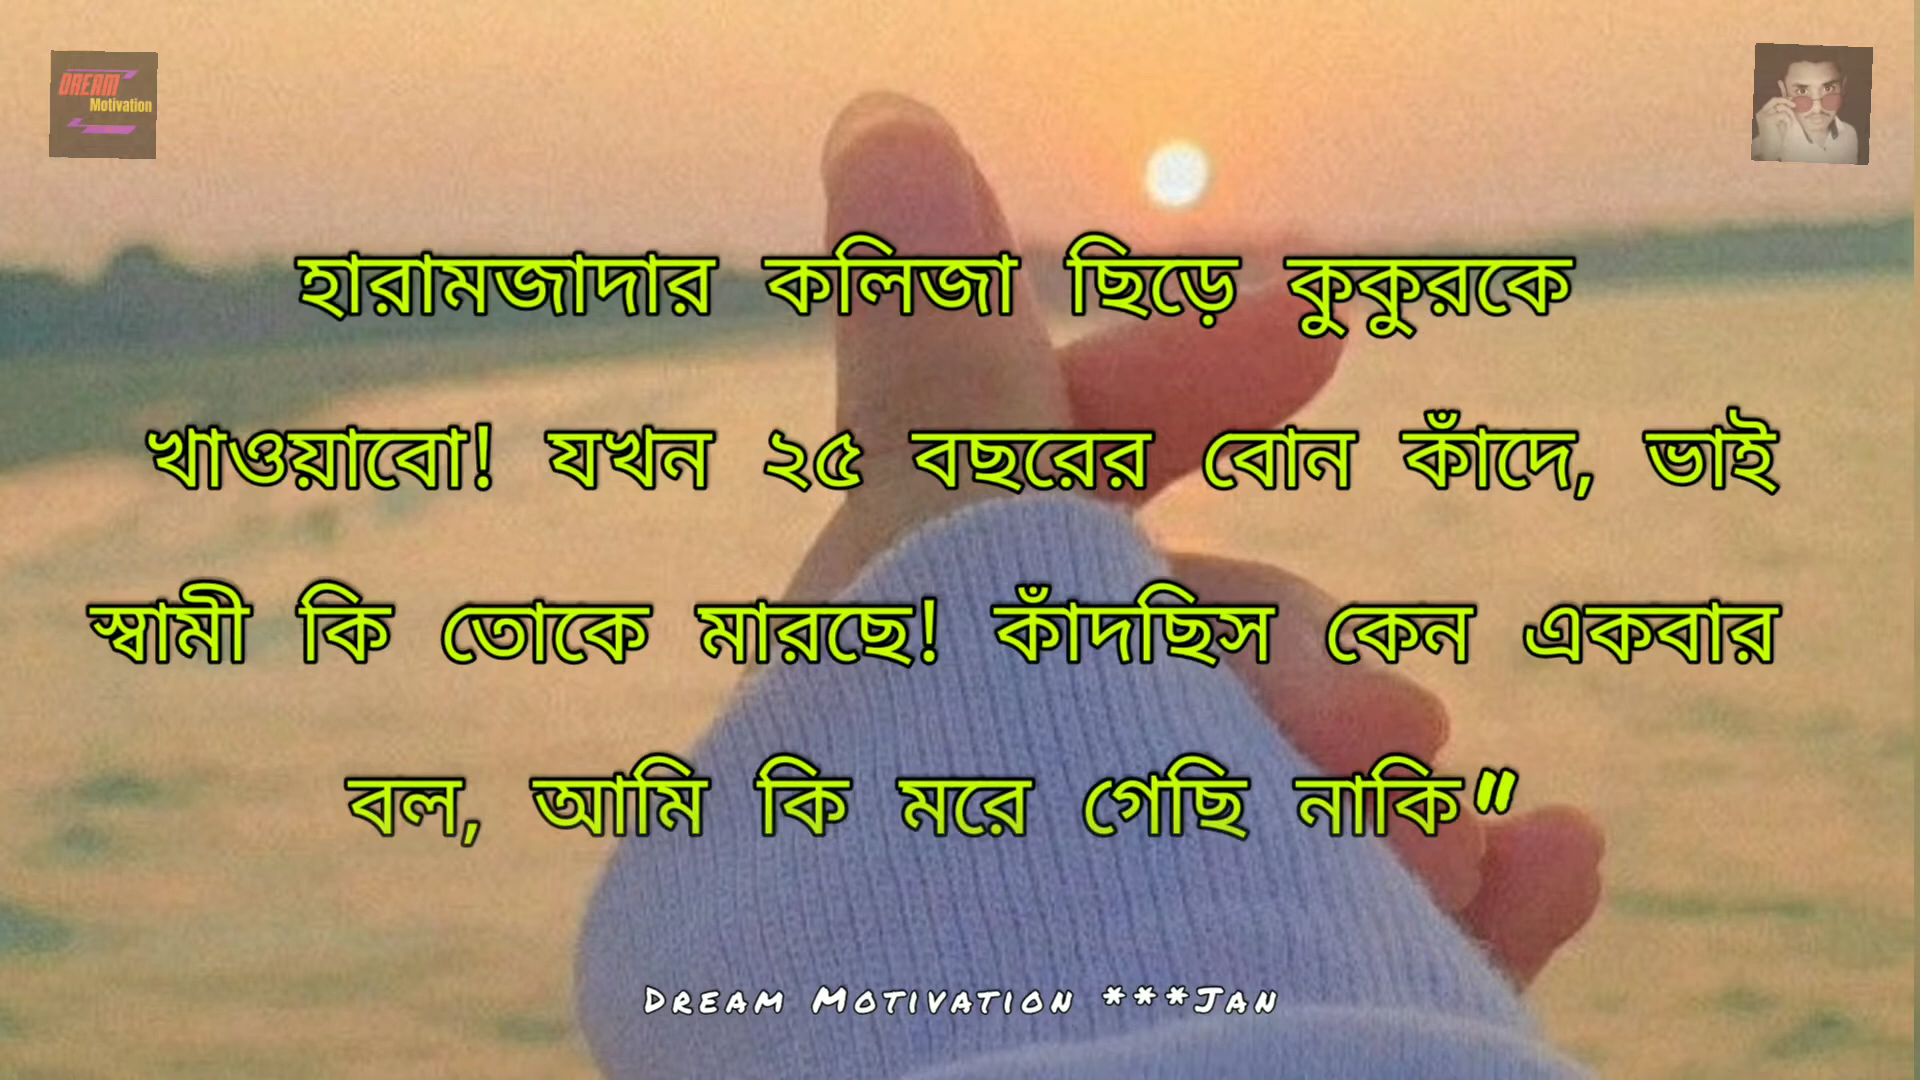 DREAM
Motivation
হারামজাদার কলিজা ছিড়ে কুকুরকে
খাওয়াবো! যখন ২৫ বছরের বোন কাঁদে, ভাই
স্বামী কি তোকে মারছে! কাঁদছিস কেন একবার
বল, আমি কি মরে গেছি নাকি"
Dream Motivation ***Jan